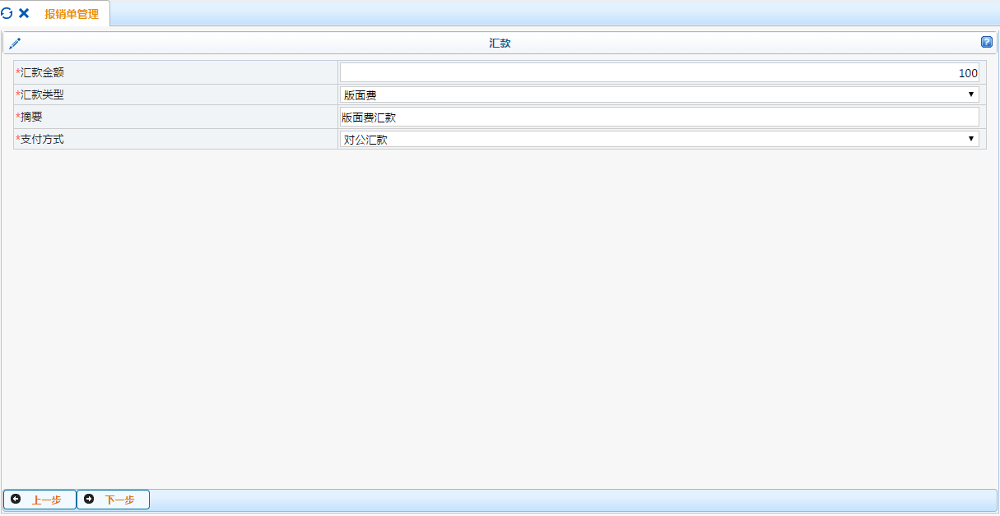 报销单管理
汇款
*汇款金额 100
*汇款类型 版面费
*摘要 版面费汇款
*支付方式 对公汇款
上一步 下一步